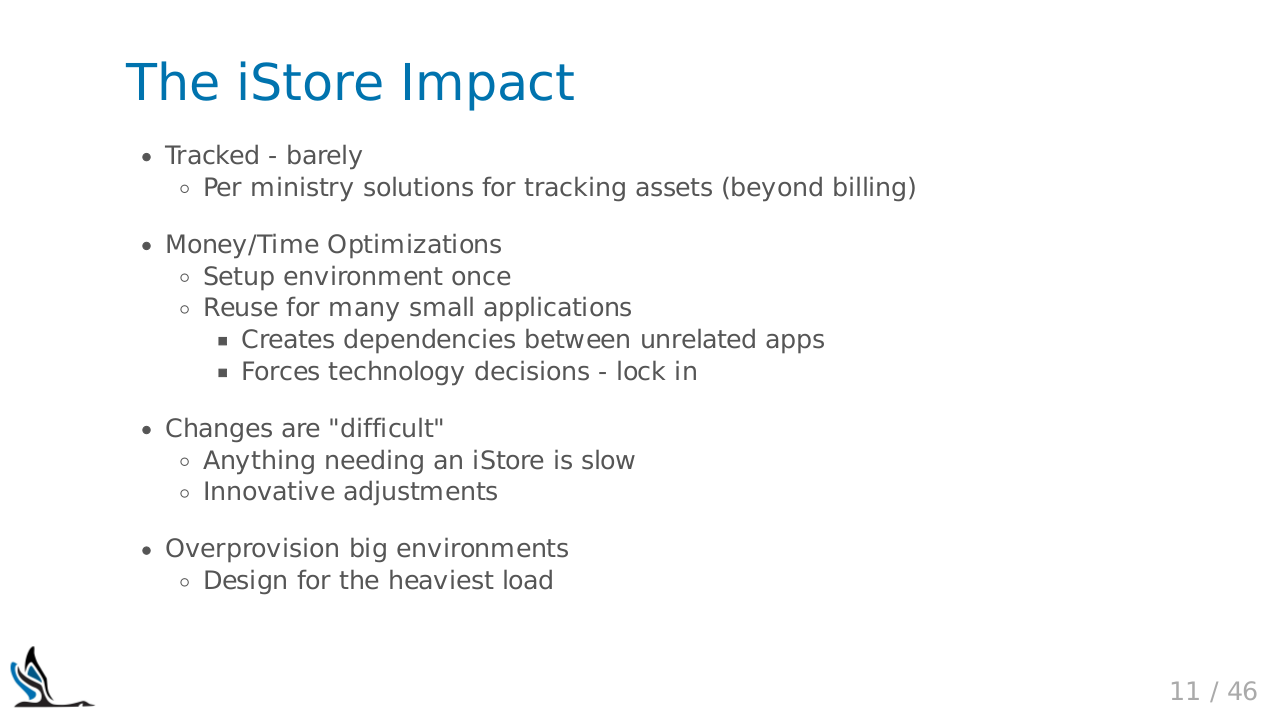 The iStore Impact
Tracked - barely
Per ministry solutions for tracking assets (beyond billing)
Money/Time Optimizations
Setup environment once
Reuse for many small applications
Creates dependencies between unrelated apps
Forces technology decisions - lock in
Changes are "difficult"
Anything needing an iStore is slow
Innovative adjustments
Overprovision big environments
Design for the heaviest load
11 / 46